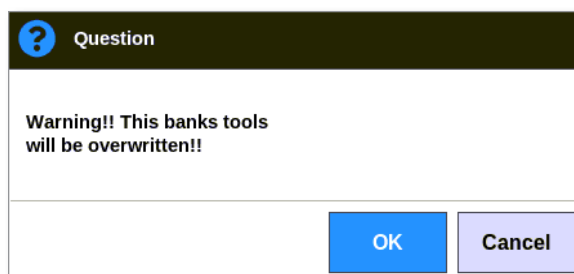 Question
Warning!! This banks tools
will be overwritten!!
OK
Cancel